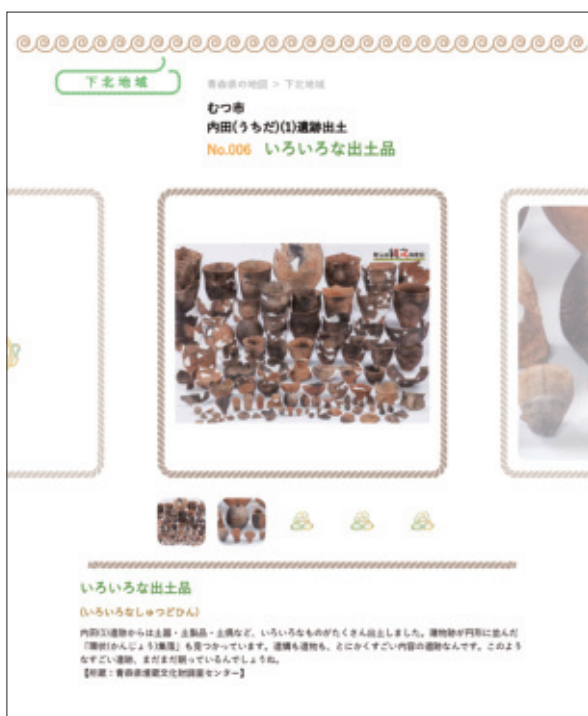 下北地域
青森県の地図 > 下北地域
むつ市
内田(うちだ)(1)遺跡出土
No.006 いろいろな出土品
いろいろな出土品
(いろいろなしゅつどひん)
内田(1)遺跡からは土器・土製品・土偶など、いろいろなものがたくさん出土しました。建物跡が円形に並んだ
「環状(かんじょう)集落」も見つかっています。遺構も遺物も、とにかくすごい内容の遺跡なんです。このよう
なすごい遺跡、まだまだ眠っているんでしょうね。
【所蔵:青森県埋蔵文化財調査センター】